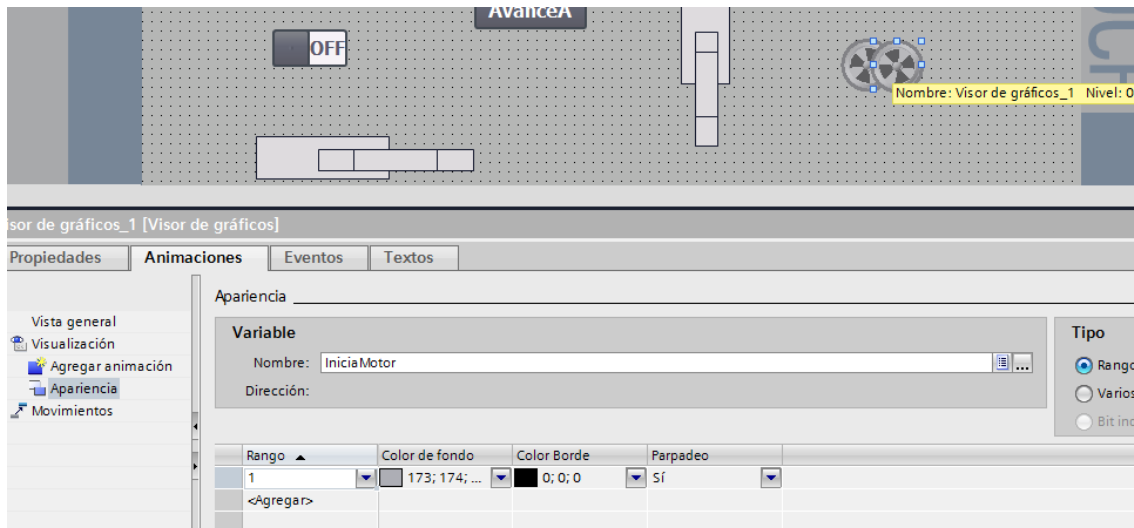 AvanceA
OFF
Nombre: Visor de gráficos_1 Nivel: 0
isor de gráficos_1 [Visor de gráficos]
Propiedades
Animaciones
Eventos
Textos
Apariencia
Vista general
Visualización
Agregar animación
Apariencia
Movimientos
Variable
Nombre: IniciaMotor
...
Dirección:
Tipo
Rango
Varios
Bit inc
Rango Color de fondo Color Borde Parpadeo
1 173; 174; ... 0; 0; 0 Sí
<Agregar>